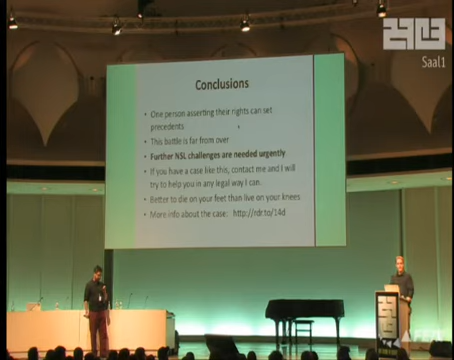 Saal1
Conclusions
• One person asserting their rights can set
precedents
• This battle is far from over
• Further NSL challenges are needed urgently
• If you have a case like this, contact me and I will
try to help you in any legal way I can.
• Better to die on your feet than live on your knees
• More info about the case: http://rdr.to/14d